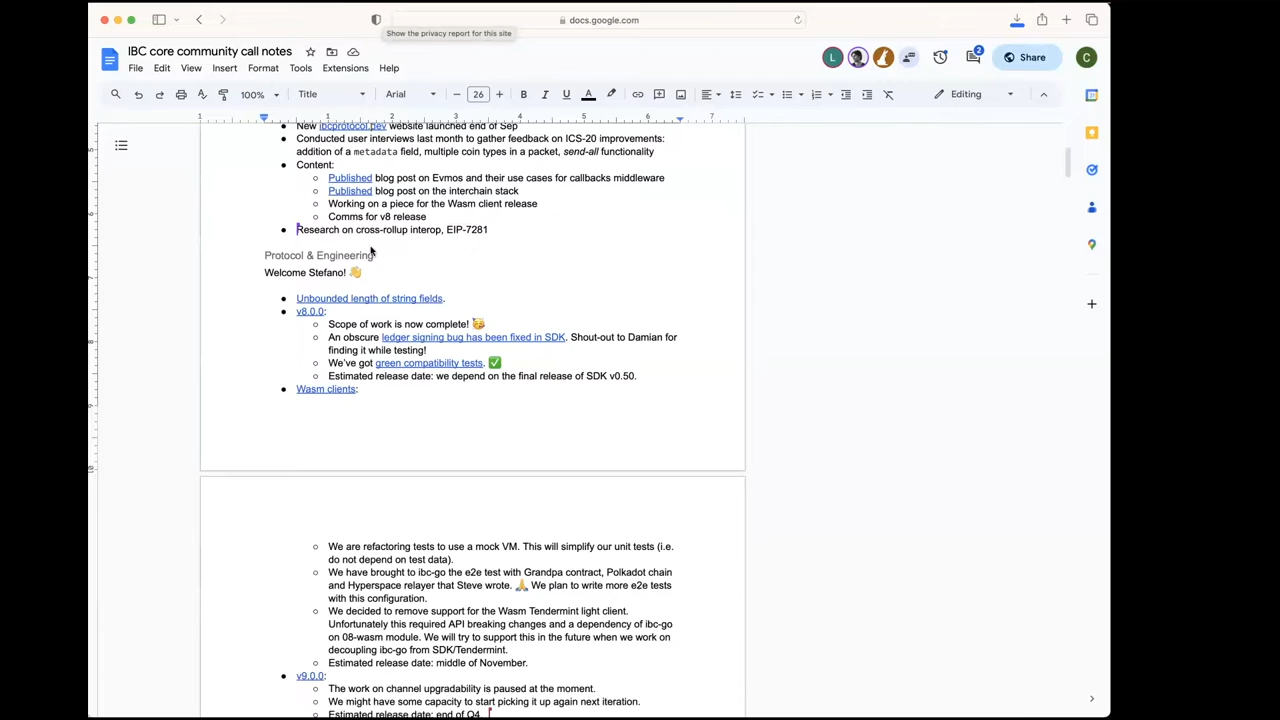 docs.google.com
Show the privacy report for this site
IBC core community call notes
File Edit View Insert Format Tools Extensions Help
L
2
Share
C
100%
Title
Arial
26
B I U A
Editing
1 1 2 3 4 5 6 7
New ibcprotocol.dev website launched end of Sep
Conducted user interviews last month to gather feedback on ICS-20 improvements:
addition of a metadata field, multiple coin types in a packet, send-all functionality
Content:
Published blog post on Evmos and their use cases for callbacks middleware
Published blog post on the interchain stack
Working on a piece for the Wasm client release
Comms for v8 release
Research on cross-rollup interop, EIP-7281
Protocol & Engineering
Welcome Stefano! 👋
Unbounded length of string fields.
v8.0.0:
Scope of work is now complete! 🥳
An obscure ledger signing bug has been fixed in SDK. Shout-out to Damian for
finding it while testing!
We've got green compatibility tests. ✅
Estimated release date: we depend on the final release of SDK v0.50.
Wasm clients:
We are refactoring tests to use a mock VM. This will simplify our unit tests (i.e.
do not depend on test data).
We have brought to ibc-go the e2e test with Grandpa contract, Polkadot chain
and Hyperspace relayer that Steve wrote. 🙏 We plan to write more e2e tests
with this configuration.
We decided to remove support for the Wasm Tendermint light client.
Unfortunately this required API breaking changes and a dependency of ibc-go
on 08-wasm module. We will try to support this in the future when we work on
decoupling ibc-go from SDK/Tendermint.
Estimated release date: middle of November.
v9.0.0:
The work on channel upgradability is paused at the moment.
We might have some capacity to start picking it up again next iteration.
Estimated release date: end of Q4